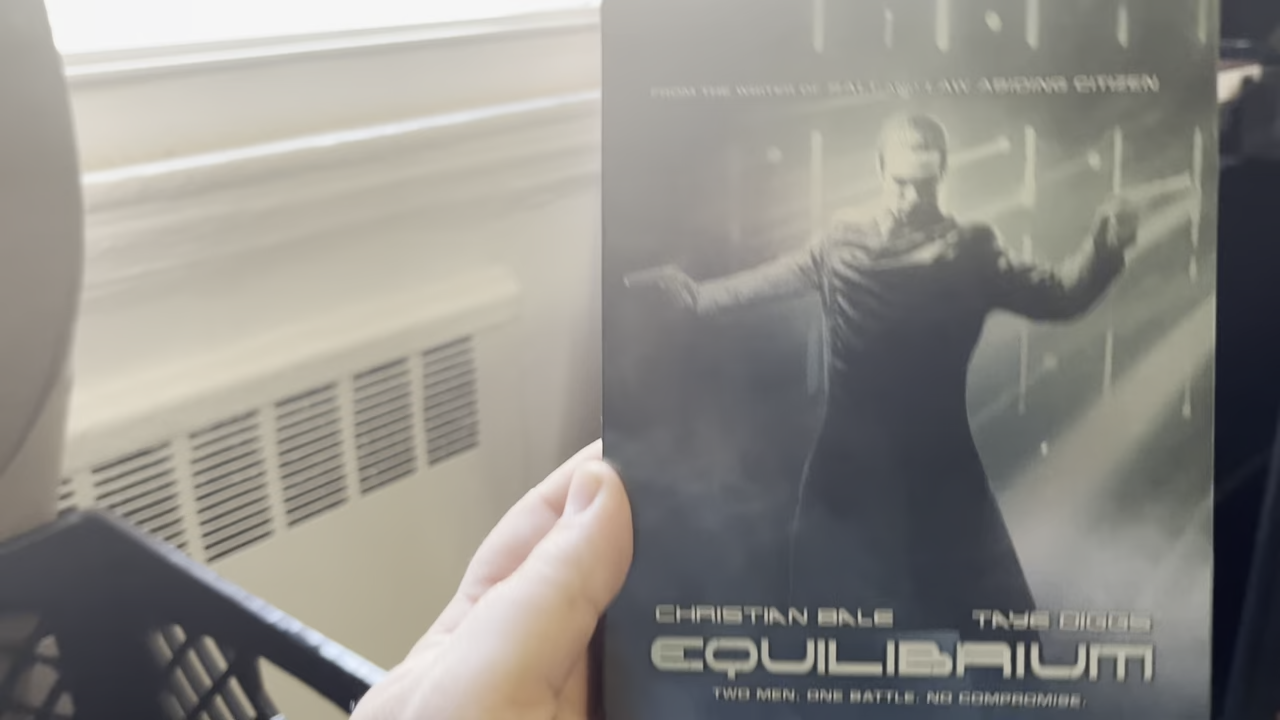 FROM THE WRITER OF SALT AND LAW ABIDING CITIZEN
CHRISTIAN BALE TAYE DIGGS
EQUILIBRIUM
TWO MEN. ONE BATTLE. NO COMPROMISE.